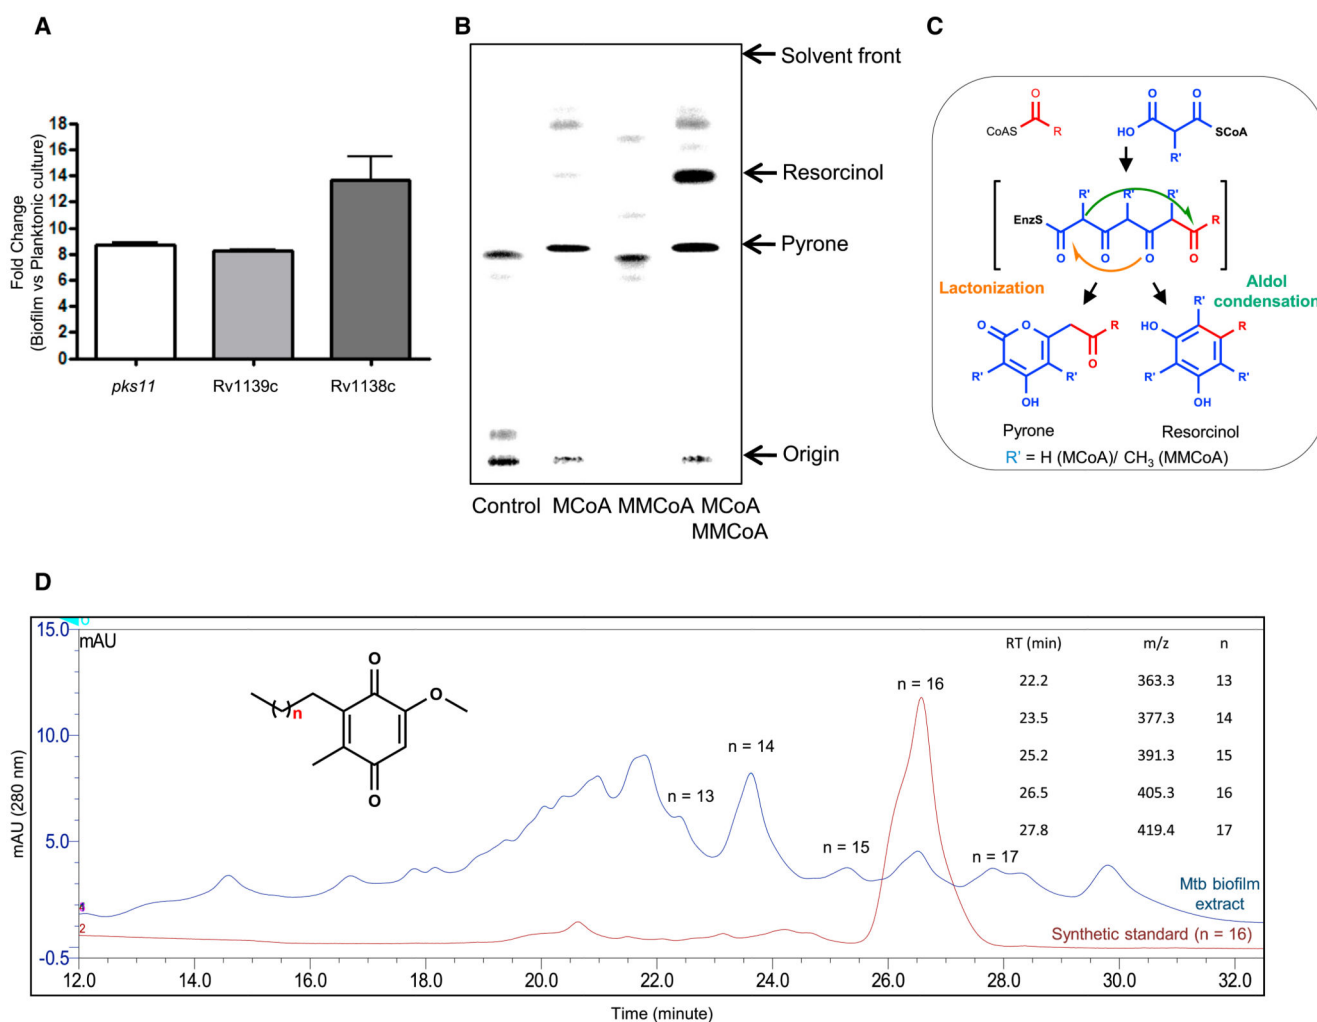 A
Fold Change
(Biofilm vs Planktonic culture)
18
16
14
12
10
8
6
4
2
0
pks11
Rv1139c
Rv1138c
B
Solvent front
Resorcinol
Pyrone
Origin
Control
MCoA
MMCoA
MCoA
MMCoA
C
O
CoAS
R
O
O
HO
SCoA
R'
R'
R'
R'
EnzS
R
O
O
O
O
Lactonization
Aldol
condensation
O
O
R
O
R'
R'
OH
R'
HO
R
R'
R'
OH
Pyrone
Resorcinol
R' = H (MCoA)/ CH3 (MMCoA)
D
mAU (280 nm)
15.0
mAU
10.0
5.0
-0.5
4
2
O
O
n
O
n = 13
n = 14
n = 15
n = 16
n = 17
RT (min) m/z n
22.2 363.3 13
23.5 377.3 14
25.2 391.3 15
26.5 405.3 16
27.8 419.4 17
Mtb biofilm
extract
Synthetic standard (n = 16)
12.0 14.0 16.0 18.0 20.0 22.0 24.0 26.0 28.0 30.0 32.0
Time (minute)